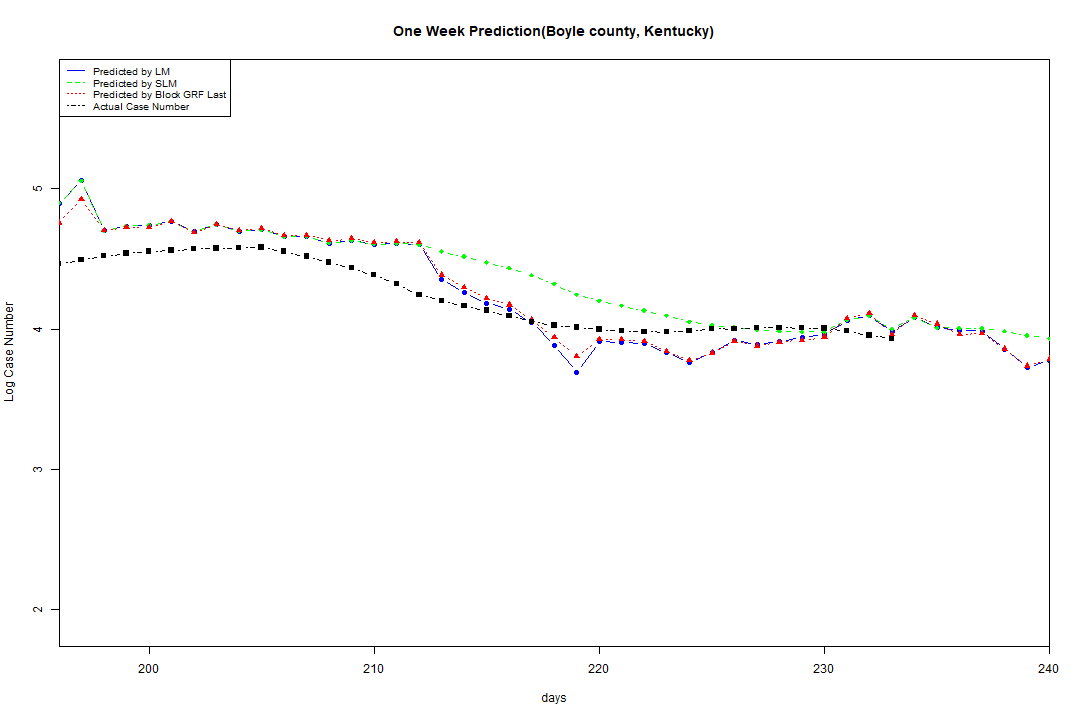 One Week Prediction(Boyle county, Kentucky)
Predicted by LM
Predicted by SLM
Predicted by Block GRF Last
Actual Case Number
5
4
3
2
Log Case Number
200 210 220 230 240
days